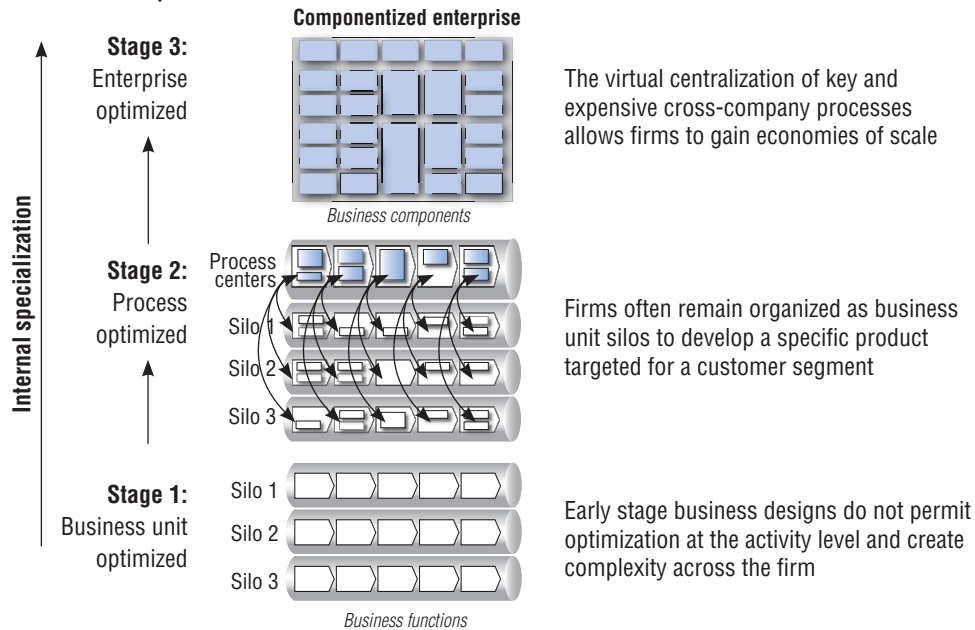 Componentized enterprise
Stage 3:
Enterprise
optimized
The virtual centralization of key and
expensive cross-company processes
allows firms to gain economies of scale
Business components
Internal specialization
Stage 2:
Process
optimized
Process
centers
Silo 1
Silo 2
Silo 3
Firms often remain organized as business
unit silos to develop a specific product
targeted for a customer segment
Stage 1:
Business unit
optimized
Silo 1
Silo 2
Silo 3
Early stage business designs do not permit
optimization at the activity level and create
complexity across the firm
Business functions